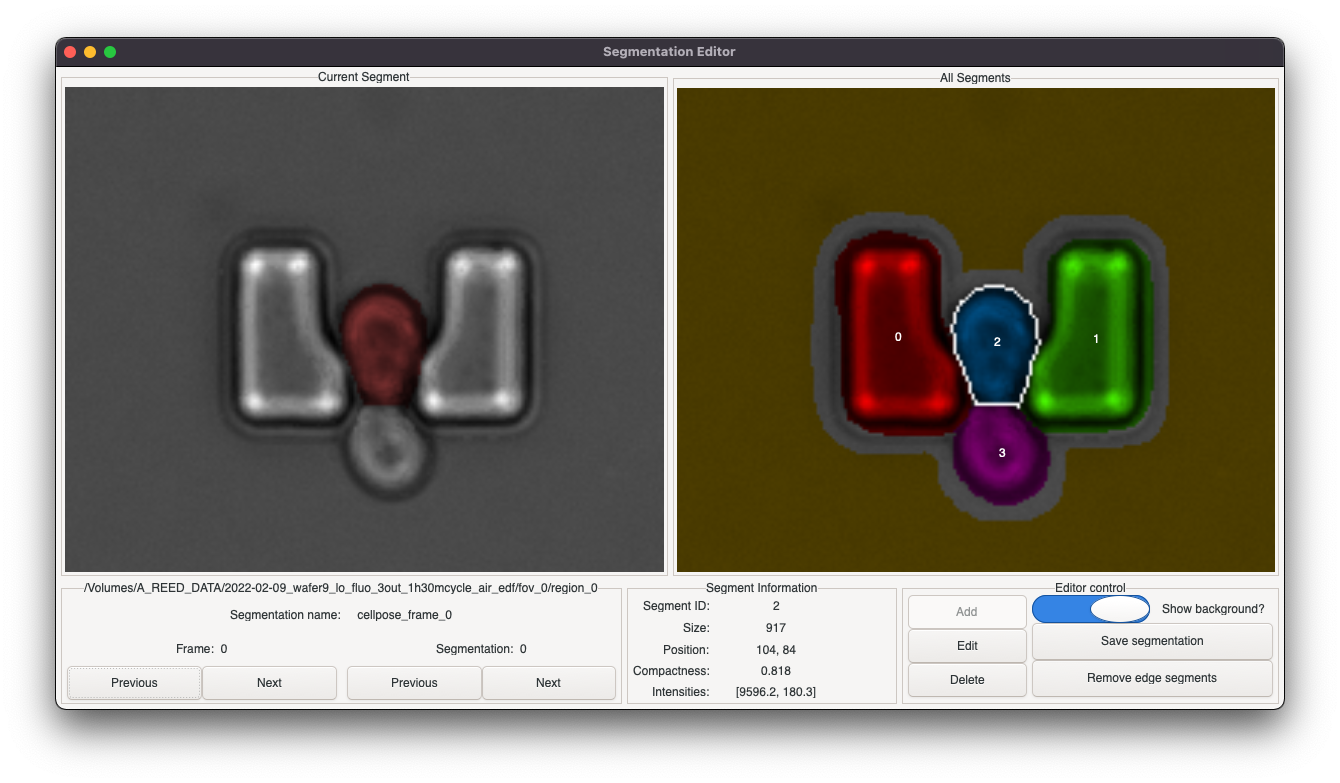 Segmentation Editor
Current Segment
All Segments
0
2
1
3
/Volumes/A_REED_DATA/2022-02-09_wafer9_lo_fluo_3out_1h30mcycle_air_edf/fov_0/region_0
Segmentation name: cellpose_frame_0
Frame: 0
Segmentation: 0
Previous
Next
Previous
Next
Segment Information
Segment ID: 2
Size: 917
Position: 104, 84
Compactness: 0.818
Intensities: [9596.2, 180.3]
Editor control
Add
Show background?
Edit
Save segmentation
Delete
Remove edge segments